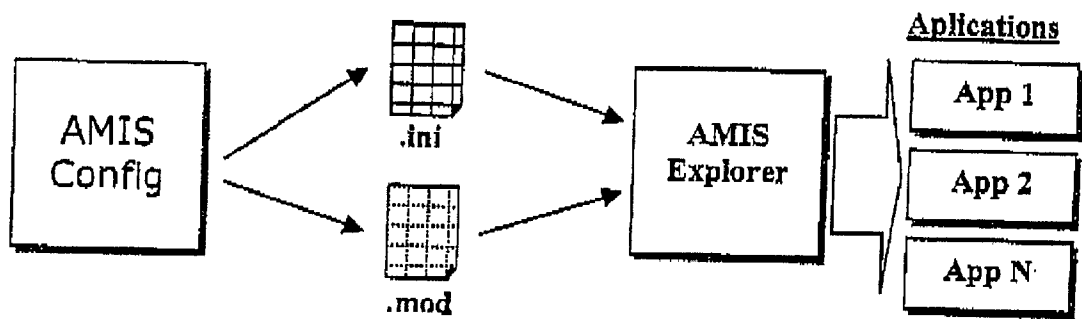 Aplications
AMIS
Config
.ini
.mod
AMIS
Explorer
App 1
App 2
App N